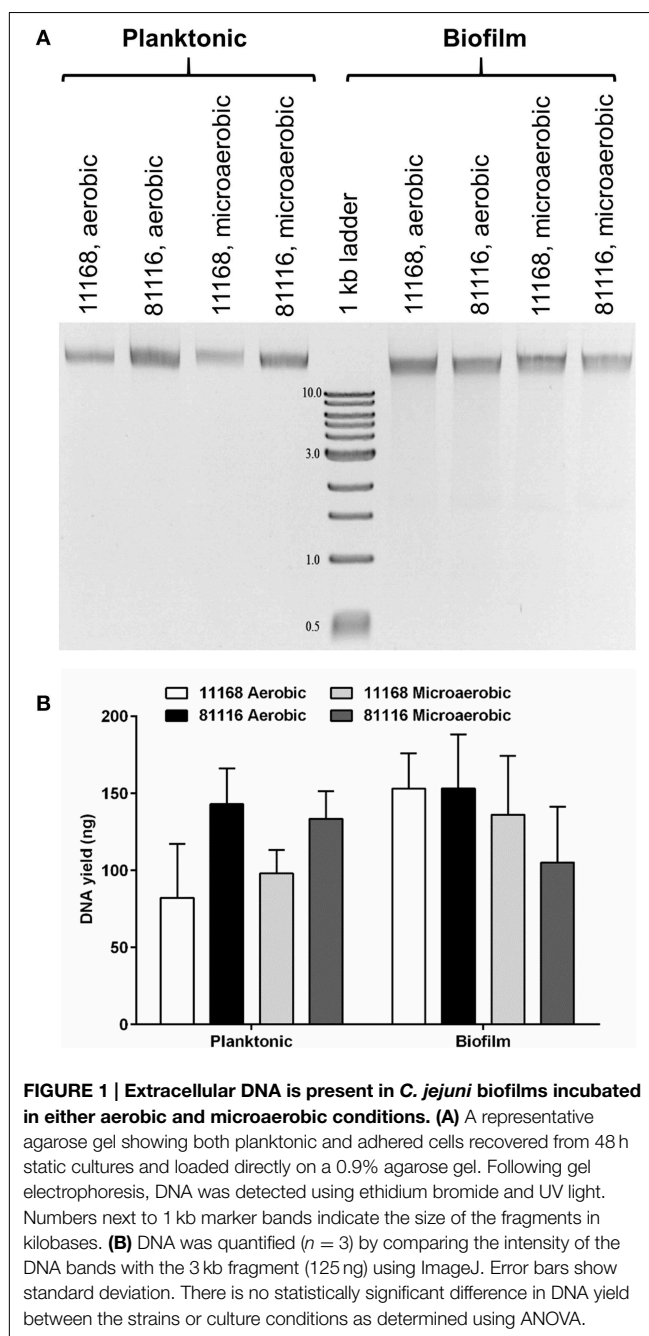 A
Planktonic
Biofilm
11168, aerobic
81116, aerobic
11168, microaerobic
81116, microaerobic
1 kb ladder
11168, aerobic
81116, aerobic
11168, microaerobic
81116, microaerobic
10.0
3.0
1.0
0.5
B
11168 Aerobic
11168 Microaerobic
81116 Aerobic
81116 Microaerobic
200
150
100
50
0
DNA yield (ng)
Planktonic
Biofilm
FIGURE 1 | Extracellular DNA is present in C. jejuni biofilms incubated
in either aerobic and microaerobic conditions. (A) A representative
agarose gel showing both planktonic and adhered cells recovered from 48 h
static cultures and loaded directly on a 0.9% agarose gel. Following gel
electrophoresis, DNA was detected using ethidium bromide and UV light.
Numbers next to 1 kb marker bands indicate the size of the fragments in
kilobases. (B) DNA was quantified (n = 3) by comparing the intensity of the
DNA bands with the 3 kb fragment (125 ng) using ImageJ. Error bars show
standard deviation. There is no statistically significant difference in DNA yield
between the strains or culture conditions as determined using ANOVA.